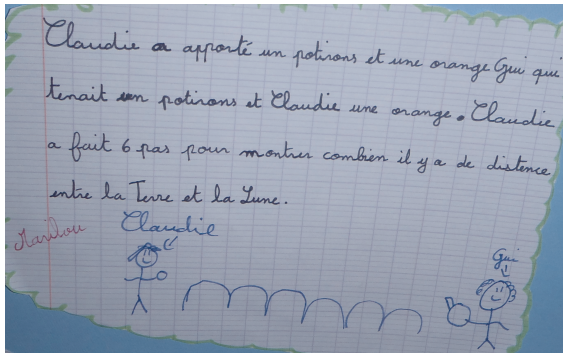 Claudie a apporté un potirons et une orange Gui qui
tenait un potirons et Claudie une orange. Claudie
a fait 6 pas pour montrer combien il y a de distence
entre la Terre et la Lune.
Marilou
Claudie
Gui